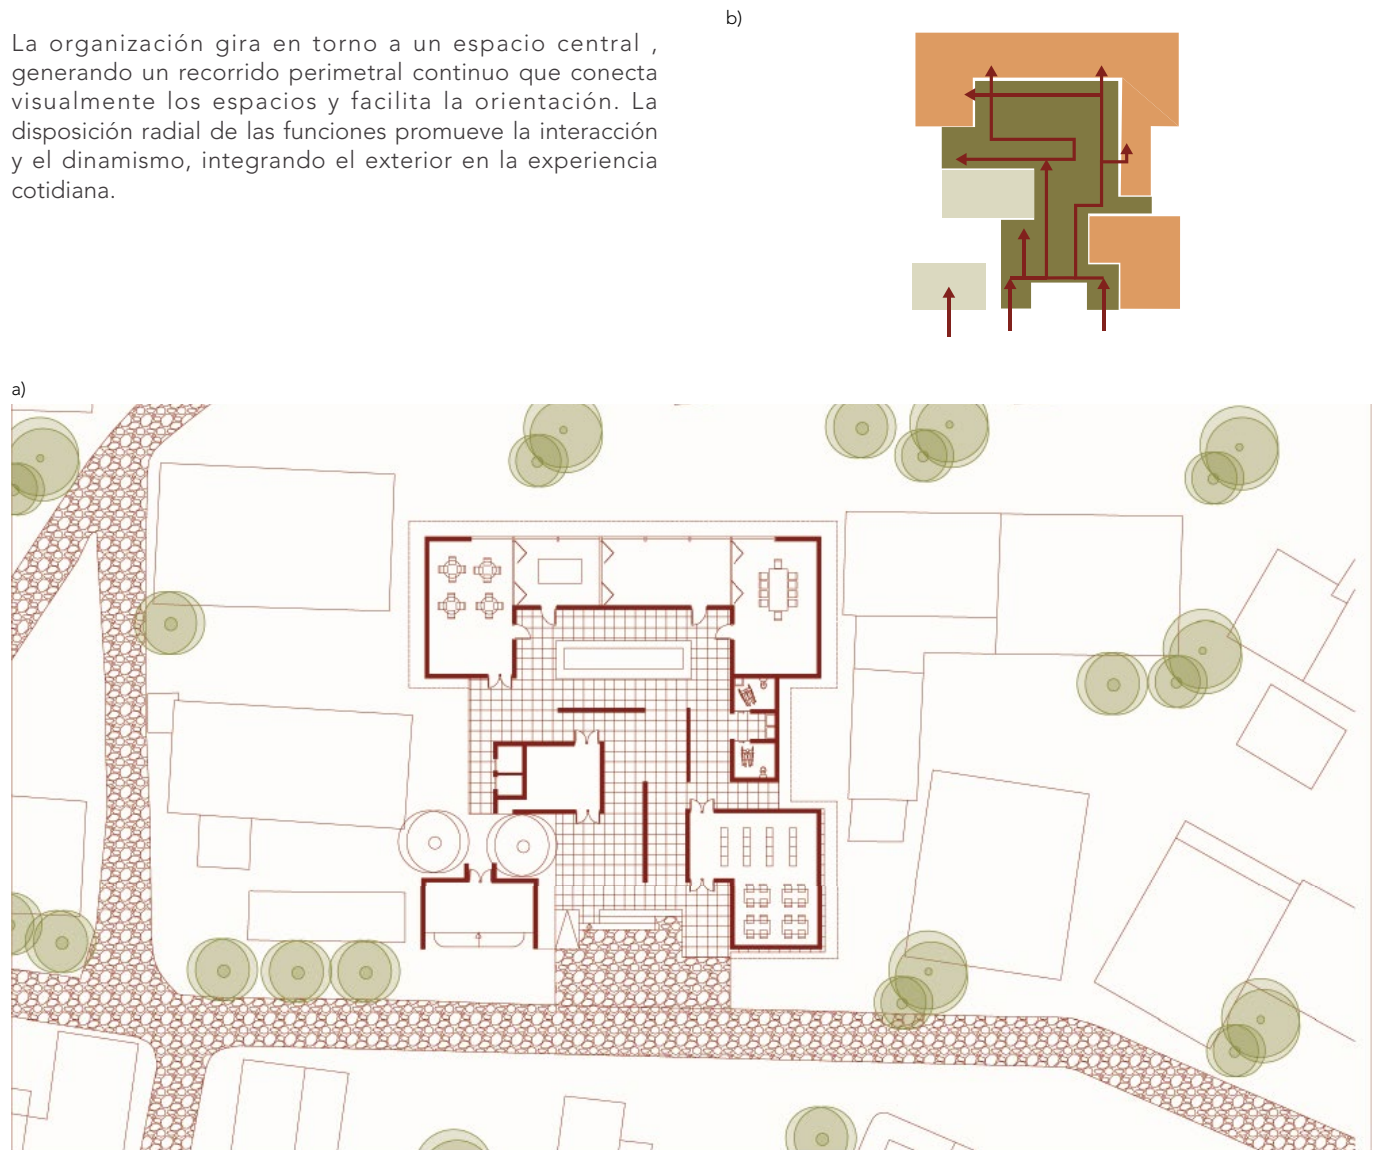 b)
La organización gira en torno a un espacio central ,
generando un recorrido perimetral continuo que conecta
visualmente los espacios y facilita la orientación. La
disposición radial de las funciones promueve la interacción
y el dinamismo, integrando el exterior en la experiencia
cotidiana.
a)